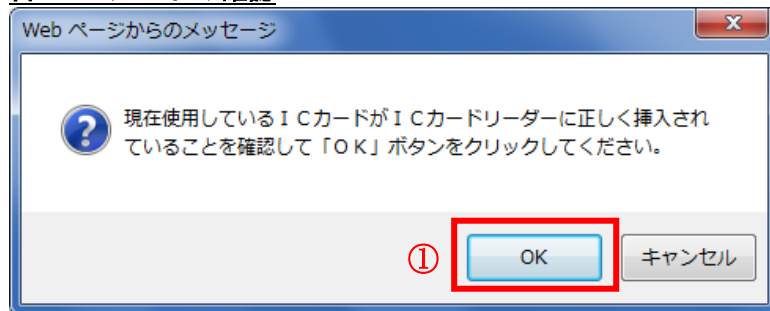 Web ページからのメッセージ
現在使用しているＩＣカードがＩＣカードリーダーに正しく挿入され
ていることを確認して「ＯＫ」ボタンをクリックしてください。
① OK キャンセル